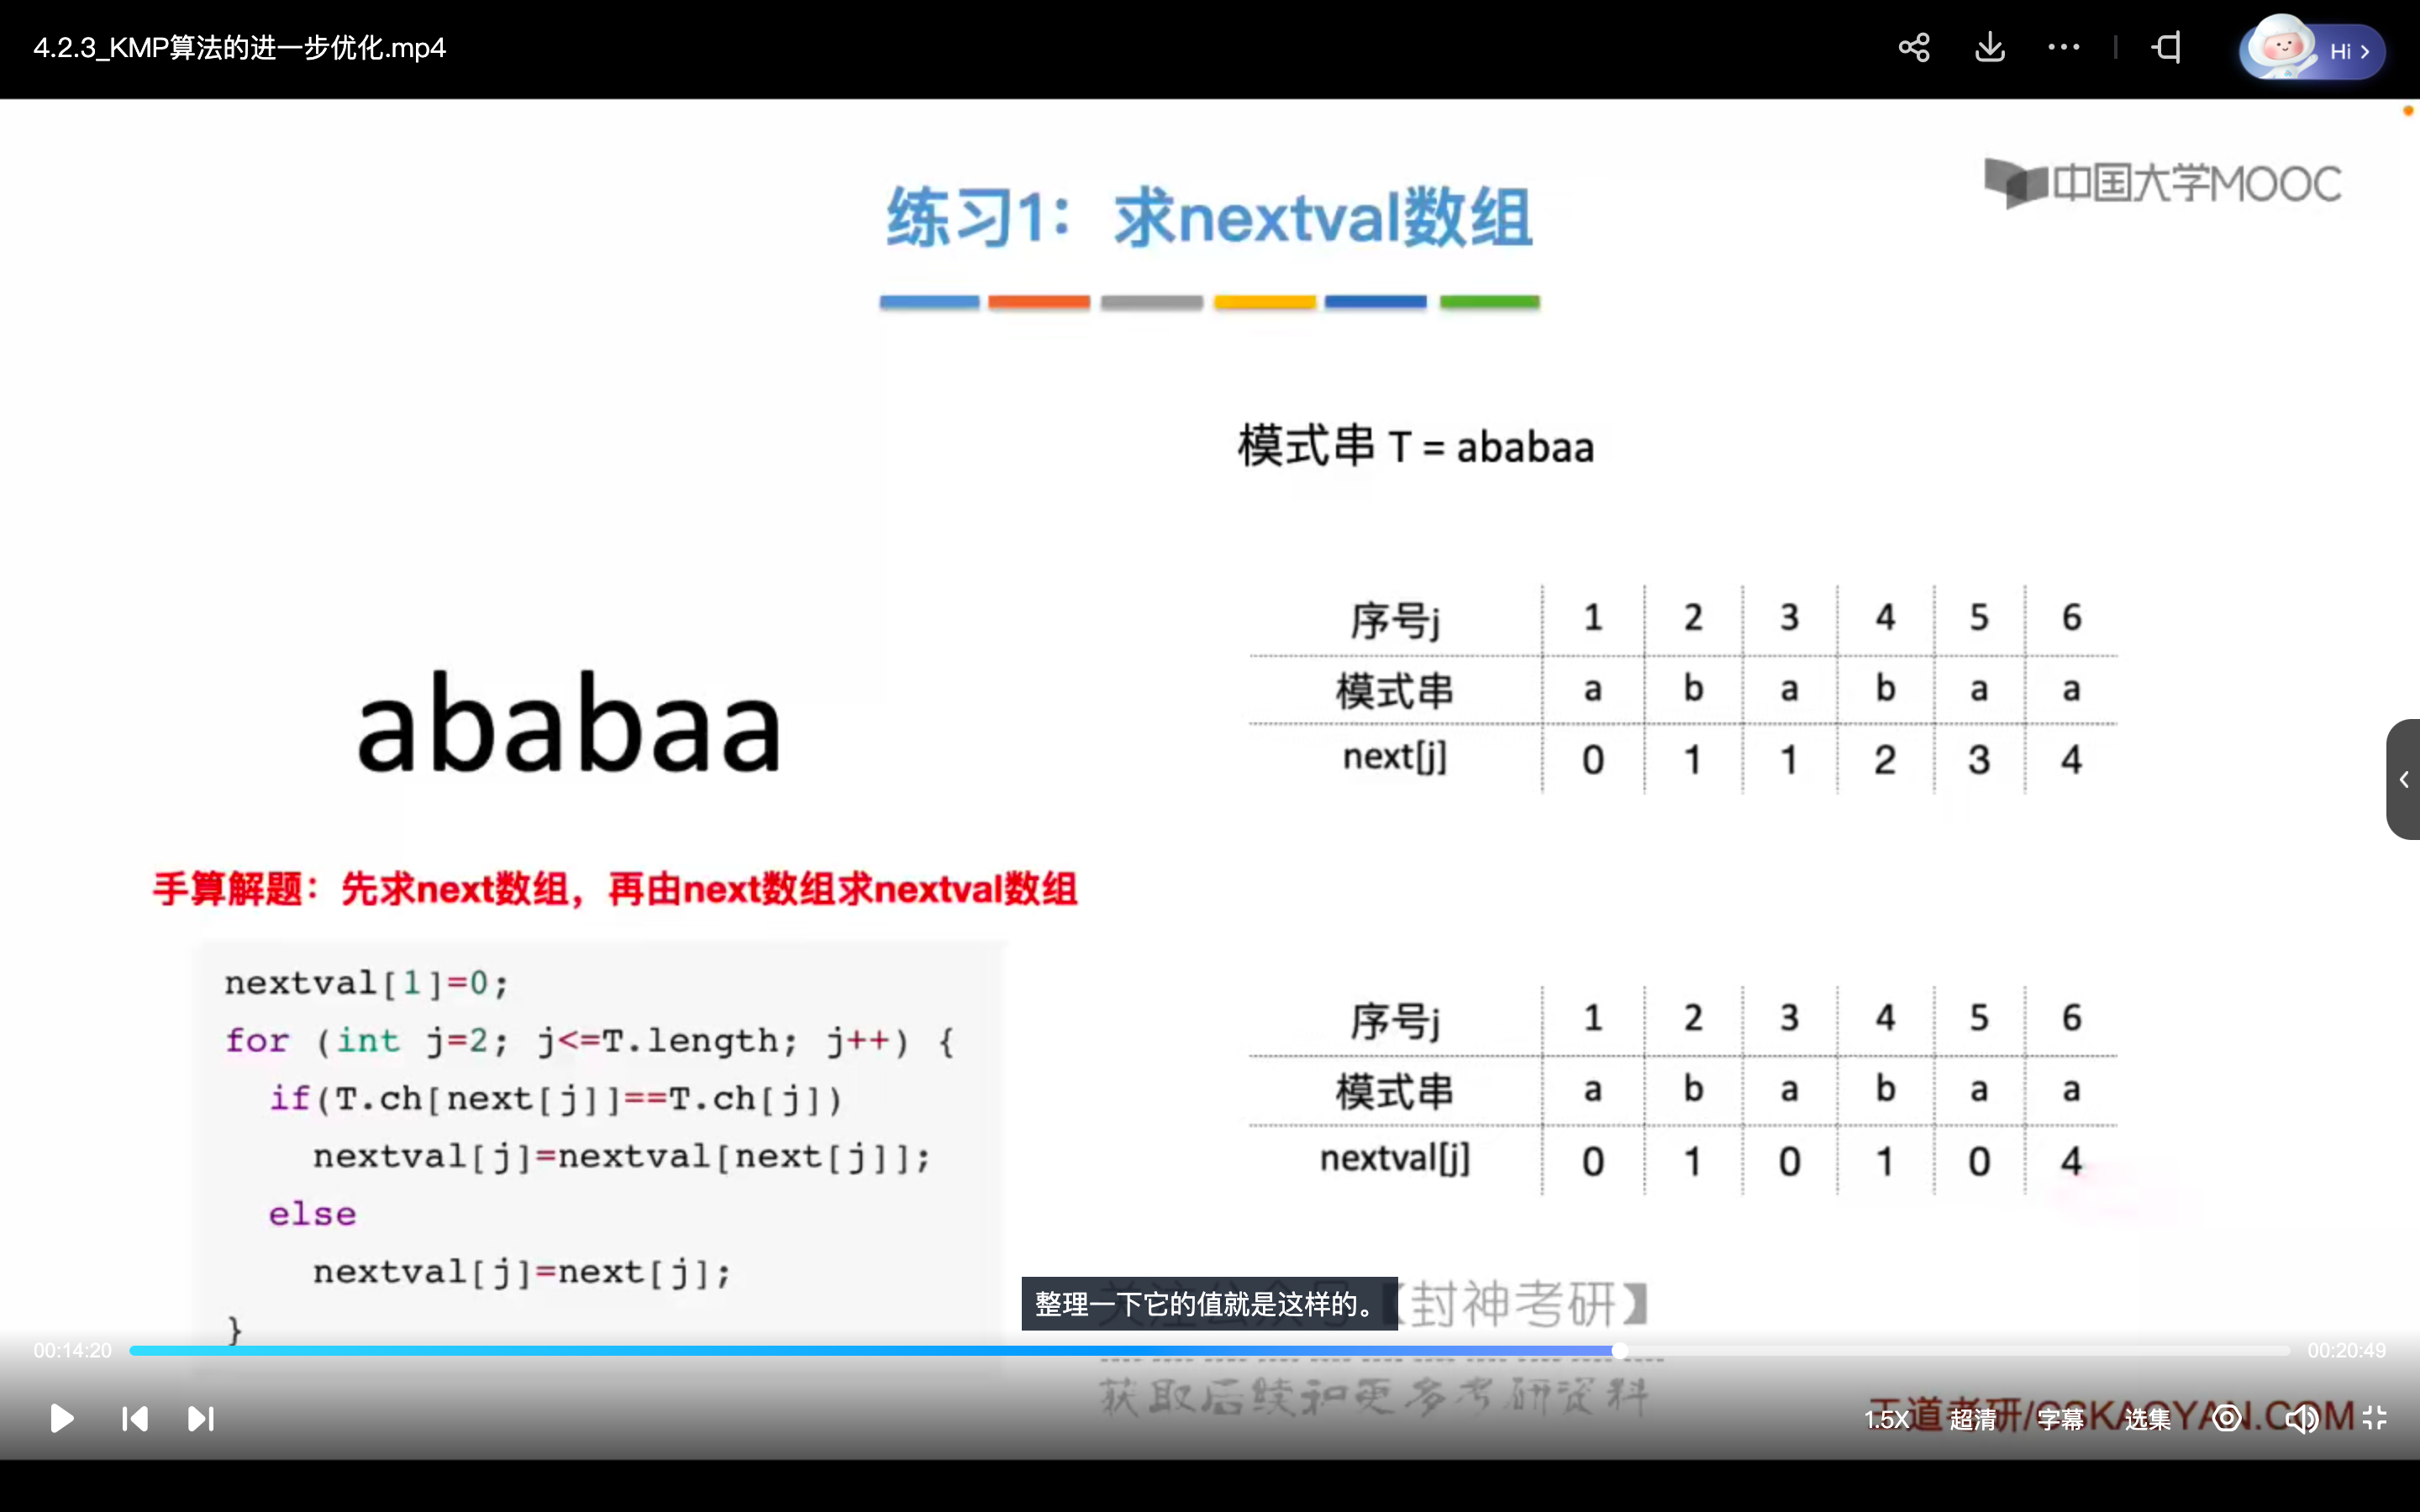 4.2.3_KMP算法的进一步优化.mp4
Hi
中国大学MOOC
练习1：求nextval数组
模式串 T = ababaa
序号j 1 2 3 4 5 6
模式串 a b a b a a
next[j] 0 1 1 2 3 4
ababaa
手算解题：先求next数组，再由next数组求nextval数组
nextval[1]=0;
for (int j=2; j<=T.length; j++) {
if(T.ch[next[j]]==T.ch[j])
nextval[j]=nextval[next[j]];
else
nextval[j]=next[j];
}
序号j 1 2 3 4 5 6
模式串 a b a b a a
nextval[j] 0 1 0 1 0 4
整理一下它的值就是这样的。
【封神考研】
00:14:20
00:20:49
获取后续和更多考研资料
王道考研/CSKAOYAN.COM
1.5X 超清 字幕 选集